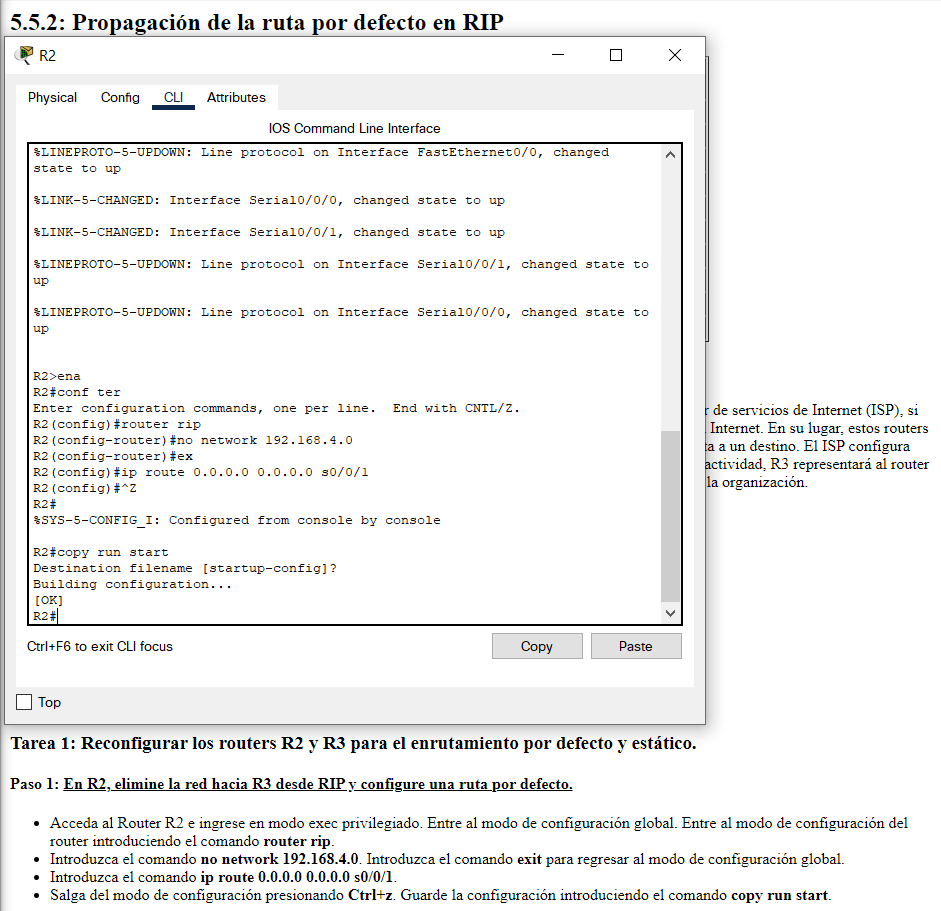 5.5.2: Propagación de la ruta por defecto en RIP
R2
Physical Config CLI Attributes
IOS Command Line Interface
%LINEPROTO-5-UPDOWN: Line protocol on Interface FastEthernet0/0, changed
state to up
%LINK-5-CHANGED: Interface Serial0/0/0, changed state to up
%LINK-5-CHANGED: Interface Serial0/0/1, changed state to up
%LINEPROTO-5-UPDOWN: Line protocol on Interface Serial0/0/1, changed state to
up
%LINEPROTO-5-UPDOWN: Line protocol on Interface Serial0/0/0, changed state to
up
R2>ena
R2#conf ter
Enter configuration commands, one per line.  End with CNTL/Z.
R2(config)#router rip
R2(config-router)#no network 192.168.4.0
R2(config-router)#ex
R2(config)#ip route 0.0.0.0 0.0.0.0 s0/0/1
R2(config)#^Z
R2#
%SYS-5-CONFIG_I: Configured from console by console
R2#copy run start
Destination filename [startup-config]?
Building configuration...
[OK]
R2#
Ctrl+F6 to exit CLI focus
Copy Paste
Top
r de servicios de Internet (ISP), si
Internet. En su lugar, estos routers
ta a un destino. El ISP configura
actividad, R3 representará al router
la organización.
Tarea 1: Reconfigurar los routers R2 y R3 para el enrutamiento por defecto y estático.
Paso 1: En R2, elimine la red hacia R3 desde RIP y configure una ruta por defecto.
• Acceda al Router R2 e ingrese en modo exec privilegiado. Entre al modo de configuración global. Entre al modo de configuración del
router introduciendo el comando router rip.
• Introduzca el comando no network 192.168.4.0. Introduzca el comando exit para regresar al modo de configuración global.
• Introduzca el comando ip route 0.0.0.0 0.0.0.0 s0/0/1.
• Salga del modo de configuración presionando Ctrl+z. Guarde la configuración introduciendo el comando copy run start.